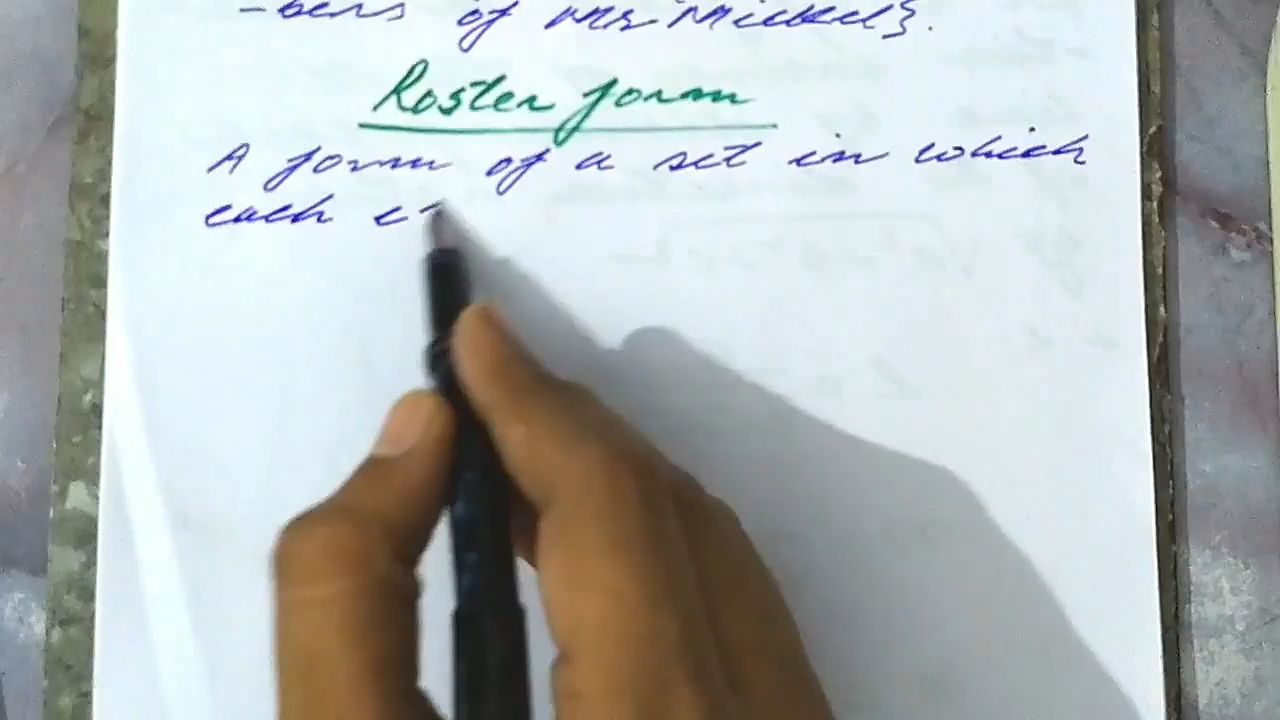 -bers of Mr Mickel}.
Roster form
A form of a set in which
each